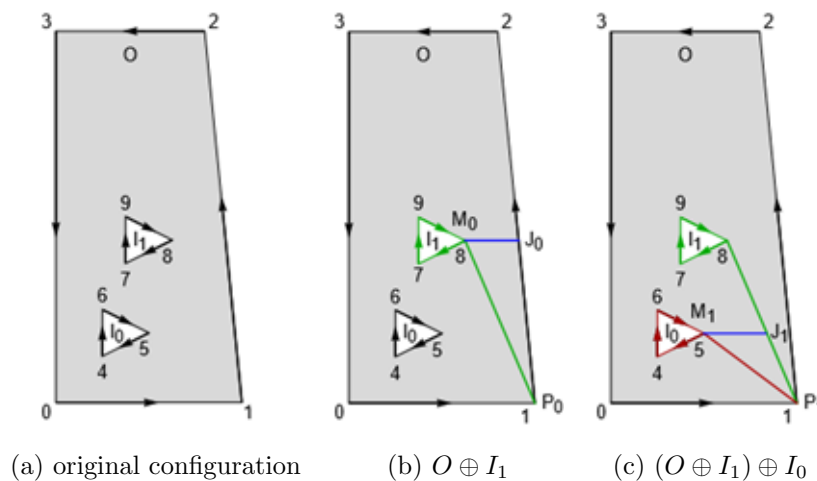 3 2 3 2 3 2
O O O
9 9 M₀ 9
I₁ I₁ J₀ I₁
7 8 7 8 7 8
6 6 6 M₁
I₀ I₀ I₀ J₁
4 5 4 5 4 5
0 1 0 1 P₀ 0 1 P
(a) original configuration (b) O ⊕ I₁ (c) (O ⊕ I₁) ⊕ I₀